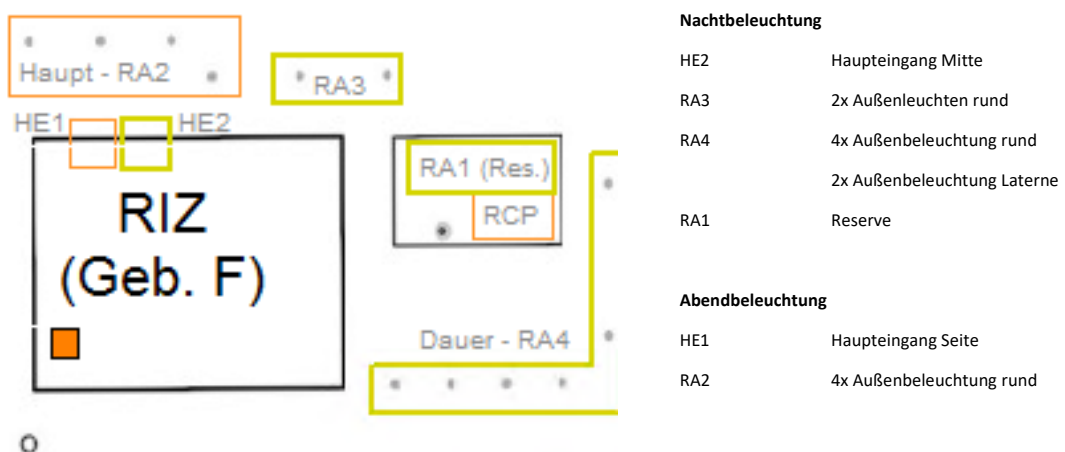 Haupt - RA2
RA3
HE1
HE2
RIZ
(Geb. F)
RA1 (Res.)
RCP
Dauer - RA4
Nachtbeleuchtung
HE2 Haupteingang Mitte
RA3 2x Außenleuchten rund
RA4 4x Außenbeleuchtung rund
2x Außenbeleuchtung Laterne
RA1 Reserve
Abendbeleuchtung
HE1 Haupteingang Seite
RA2 4x Außenbeleuchtung rund